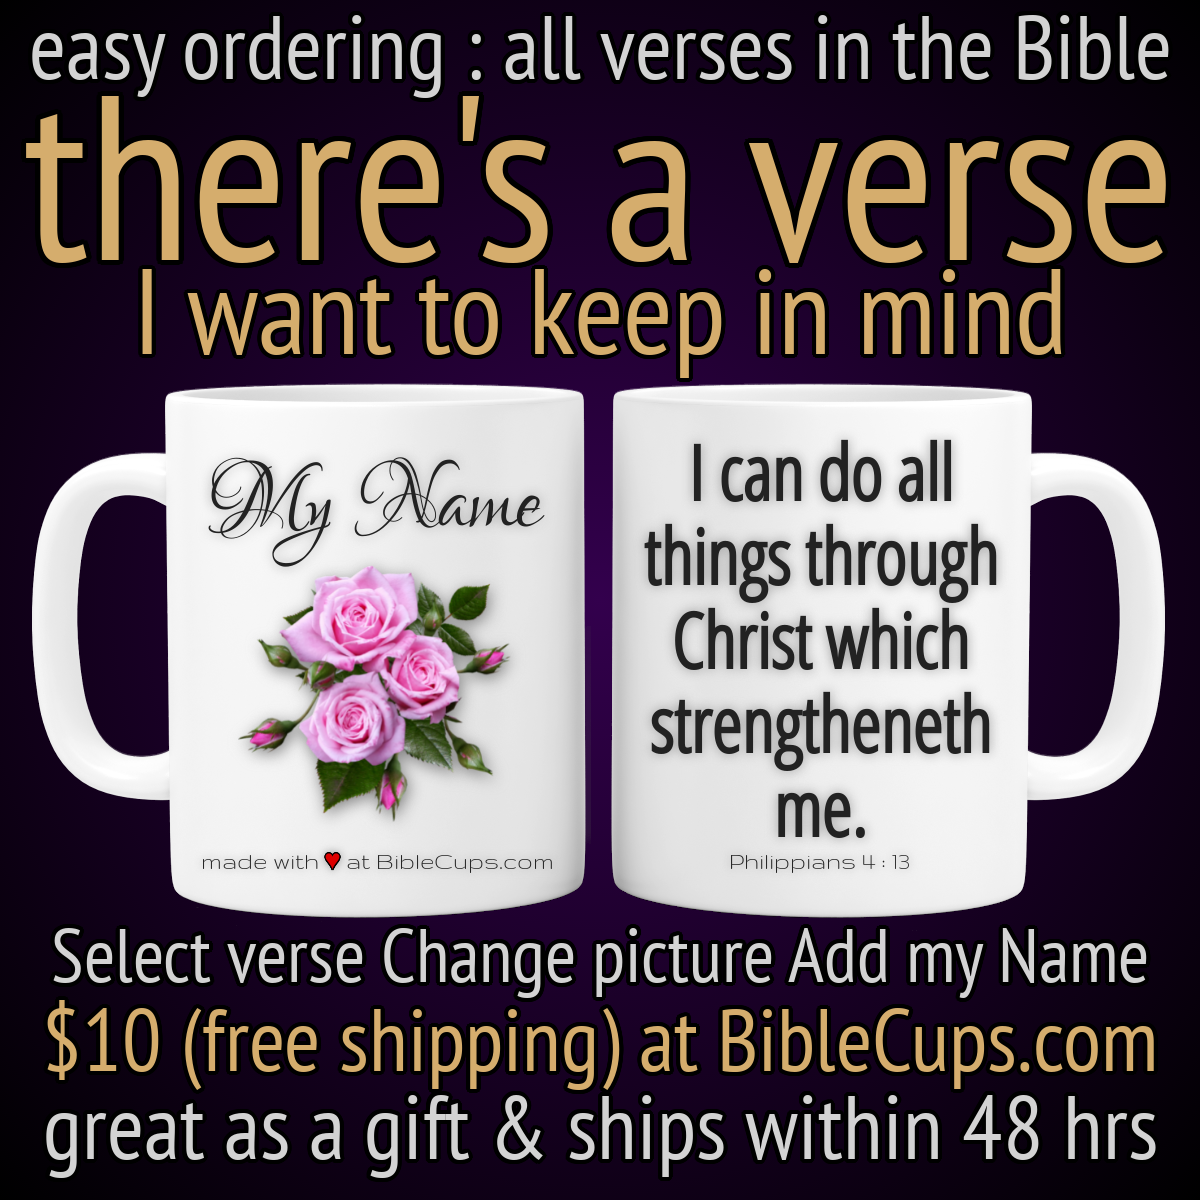 easy ordering : all verses in the Bible
there's a verse
I want to keep in mind
My Name
made with ♥ at BibleCups.com
I can do all
things through
Christ which
strengtheneth
me.
Philippians 4 : 13
Select verse Change picture Add my Name
$10 (free shipping) at BibleCups.com
great as a gift & ships within 48 hrs